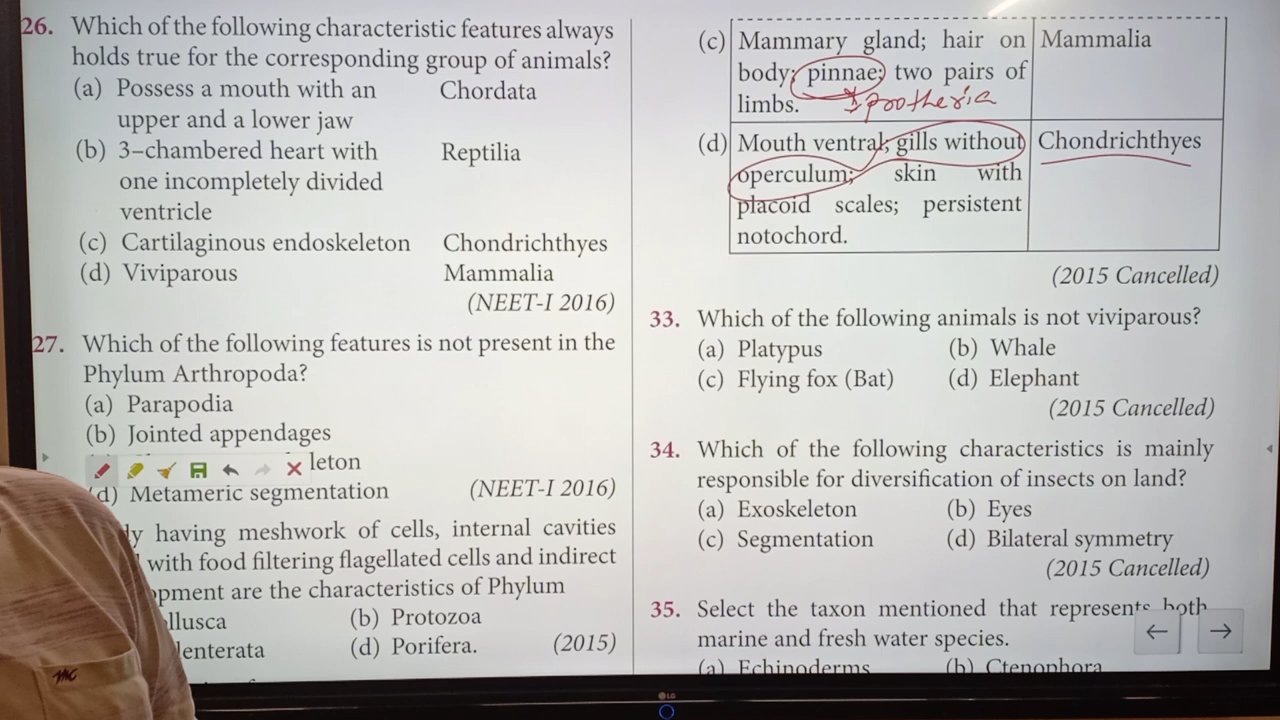 26. Which of the following characteristic features always
holds true for the corresponding group of animals?
(a) Possess a mouth with an Chordata
upper and a lower jaw
(b) 3–chambered heart with Reptilia
one incompletely divided
ventricle
(c) Cartilaginous endoskeleton Chondrichthyes
(d) Viviparous Mammalia
(NEET-I 2016)
27. Which of the following features is not present in the
Phylum Arthropoda?
(a) Parapodia
(b) Jointed appendages
leton
(d) Metameric segmentation (NEET-I 2016)
ly having meshwork of cells, internal cavities
with food filtering flagellated cells and indirect
opment are the characteristics of Phylum
llusca (b) Protozoa
lenterata (d) Porifera. (2015)
(c) Mammary gland; hair on Mammalia
body; pinnae; two pairs of
limbs. Protheria
(d) Mouth ventral; gills without Chondrichthyes
operculum; skin with
placoid scales; persistent
notochord.
(2015 Cancelled)
33. Which of the following animals is not viviparous?
(a) Platypus (b) Whale
(c) Flying fox (Bat) (d) Elephant
(2015 Cancelled)
34. Which of the following characteristics is mainly
responsible for diversification of insects on land?
(a) Exoskeleton (b) Eyes
(c) Segmentation (d) Bilateral symmetry
(2015 Cancelled)
35. Select the taxon mentioned that represents both
marine and fresh water species.
(a) Echinoderms (b) Ctenophora
LG